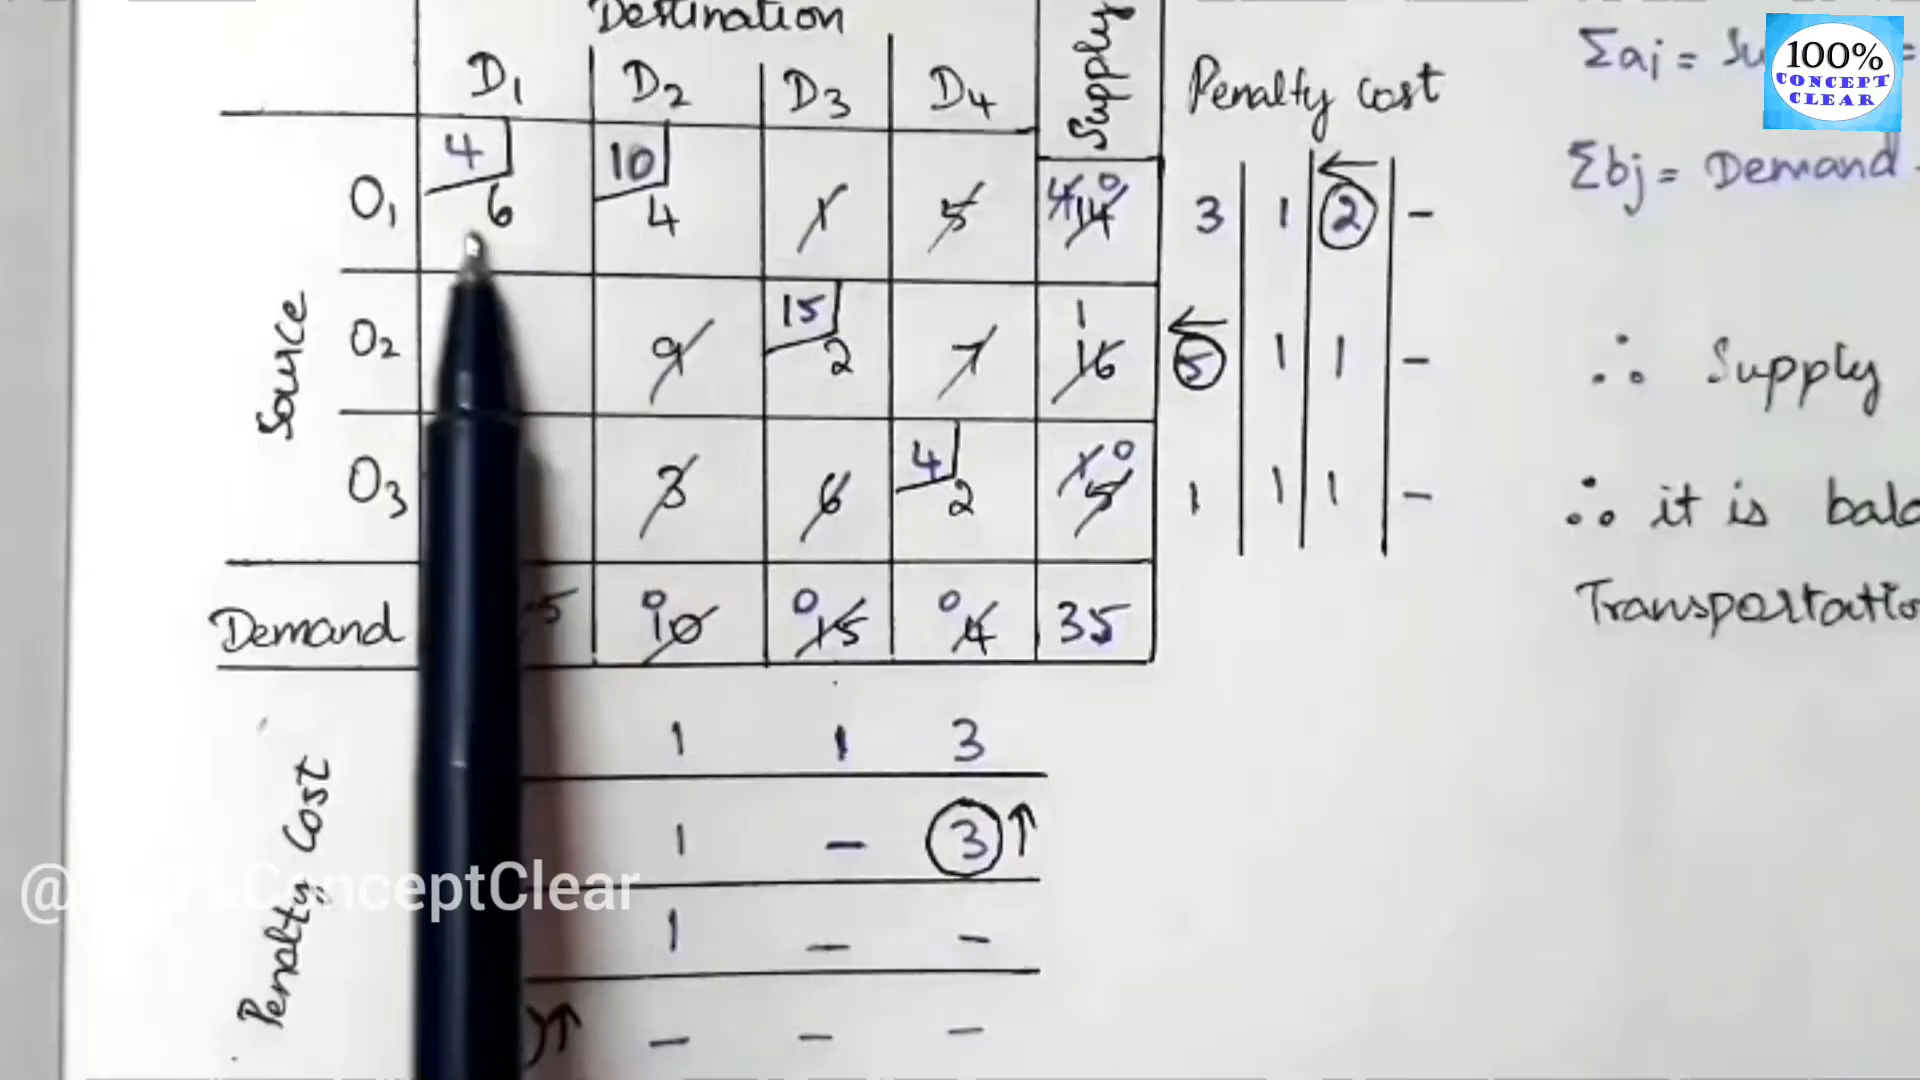 Destination
D1 D2 D3 D4 Supply Penalty Cost
O1 4 6 10 4 1 5 4 14 0 3 1 2 -
O2 9 15 2 7 1 16 5 1 1 -
O3 3 6 4 2 1 5 0 1 1 1 -
Source
Demand 5 0 10 0 15 0 4 35
Penalty Cost
1 1 3
1 - 3 ↑
1 - -
↑ - - -
Σai = Su =
Σbj = Demand
∴ Supply
∴ it is bala
Transportatio
100%
CONCEPT
CLEAR
ConceptClear